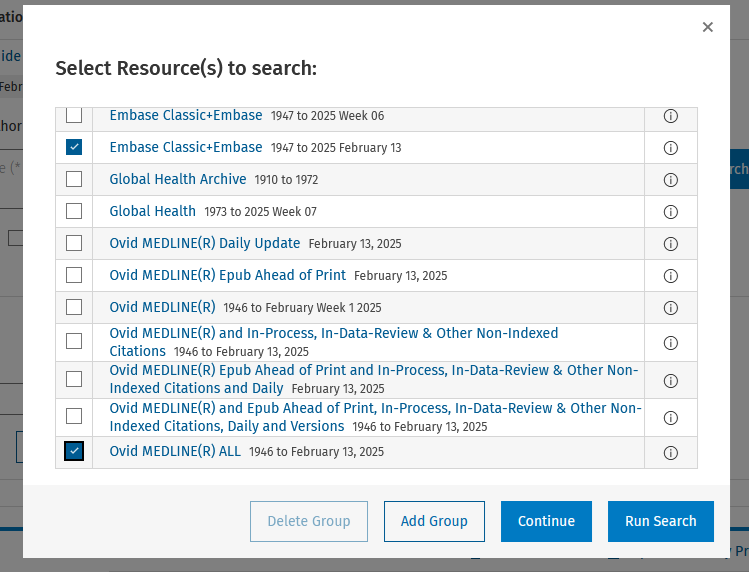 Select Resource(s) to search:
Embase Classic+Embase 1947 to 2025 Week 06
Embase Classic+Embase 1947 to 2025 February 13
Global Health Archive 1910 to 1972
Global Health 1973 to 2025 Week 07
Ovid MEDLINE(R) Daily Update February 13, 2025
Ovid MEDLINE(R) Epub Ahead of Print February 13, 2025
Ovid MEDLINE(R) 1946 to February Week 1 2025
Ovid MEDLINE(R) and In-Process, In-Data-Review & Other Non-Indexed
Citations 1946 to February 13, 2025
Ovid MEDLINE(R) Epub Ahead of Print and In-Process, In-Data-Review & Other Non-
Indexed Citations and Daily February 13, 2025
Ovid MEDLINE(R) and Epub Ahead of Print, In-Process, In-Data-Review & Other Non-
Indexed Citations, Daily and Versions 1946 to February 13, 2025
Ovid MEDLINE(R) ALL 1946 to February 13, 2025
Delete Group Add Group Continue Run Search